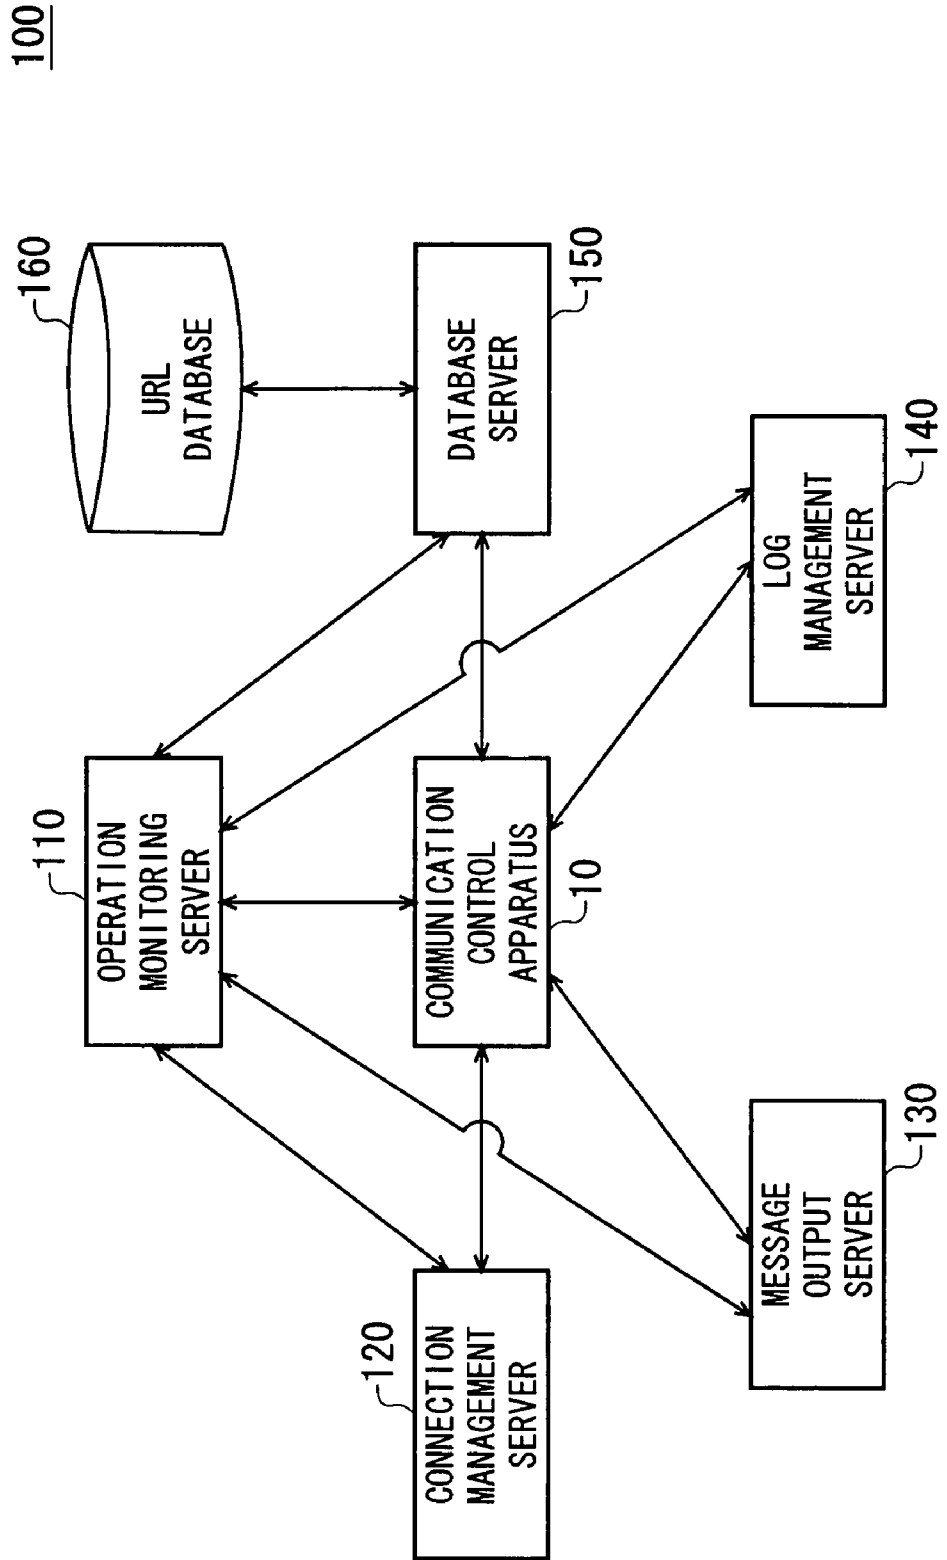 100
110
OPERATION
MONITORING
SERVER
160
URL
DATABASE
120
CONNECTION
MANAGEMENT
SERVER
COMMUNICATION
CONTROL
APPARATUS
10
DATABASE
SERVER
150
MESSAGE
OUTPUT
SERVER
130
LOG
MANAGEMENT
SERVER
140